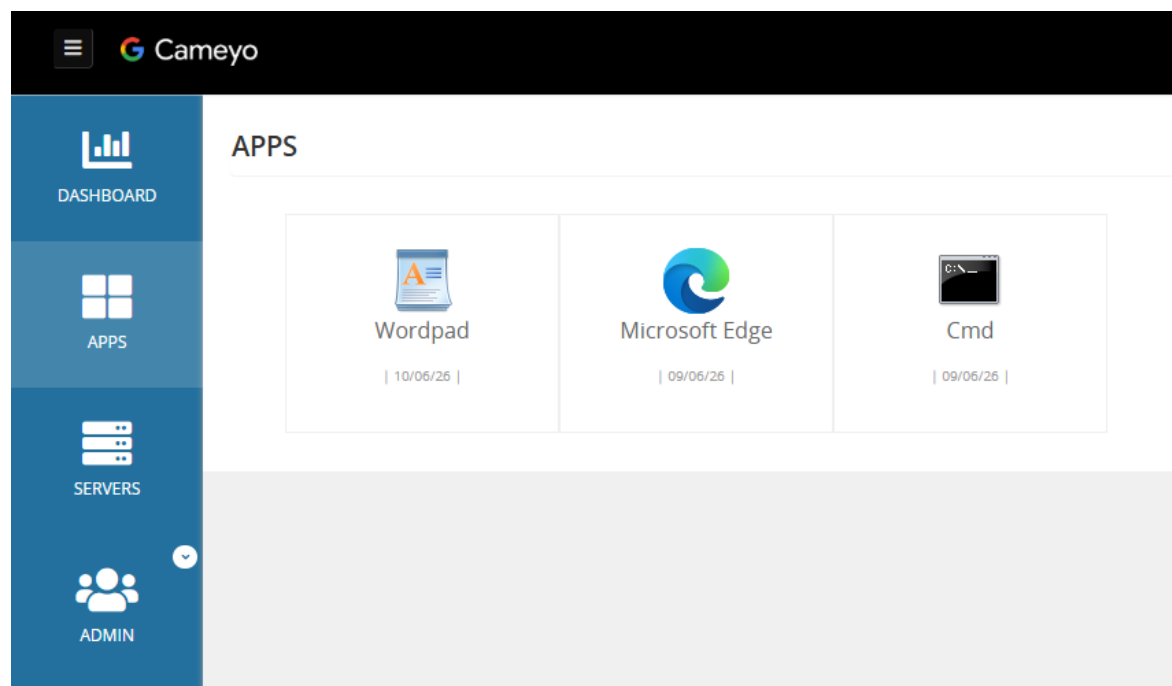 Cameyo
DASHBOARD
APPS
SERVERS
ADMIN
APPS
Wordpad
| 10/06/26 |
Microsoft Edge
| 09/06/26 |
Cmd
| 09/06/26 |
C:\_